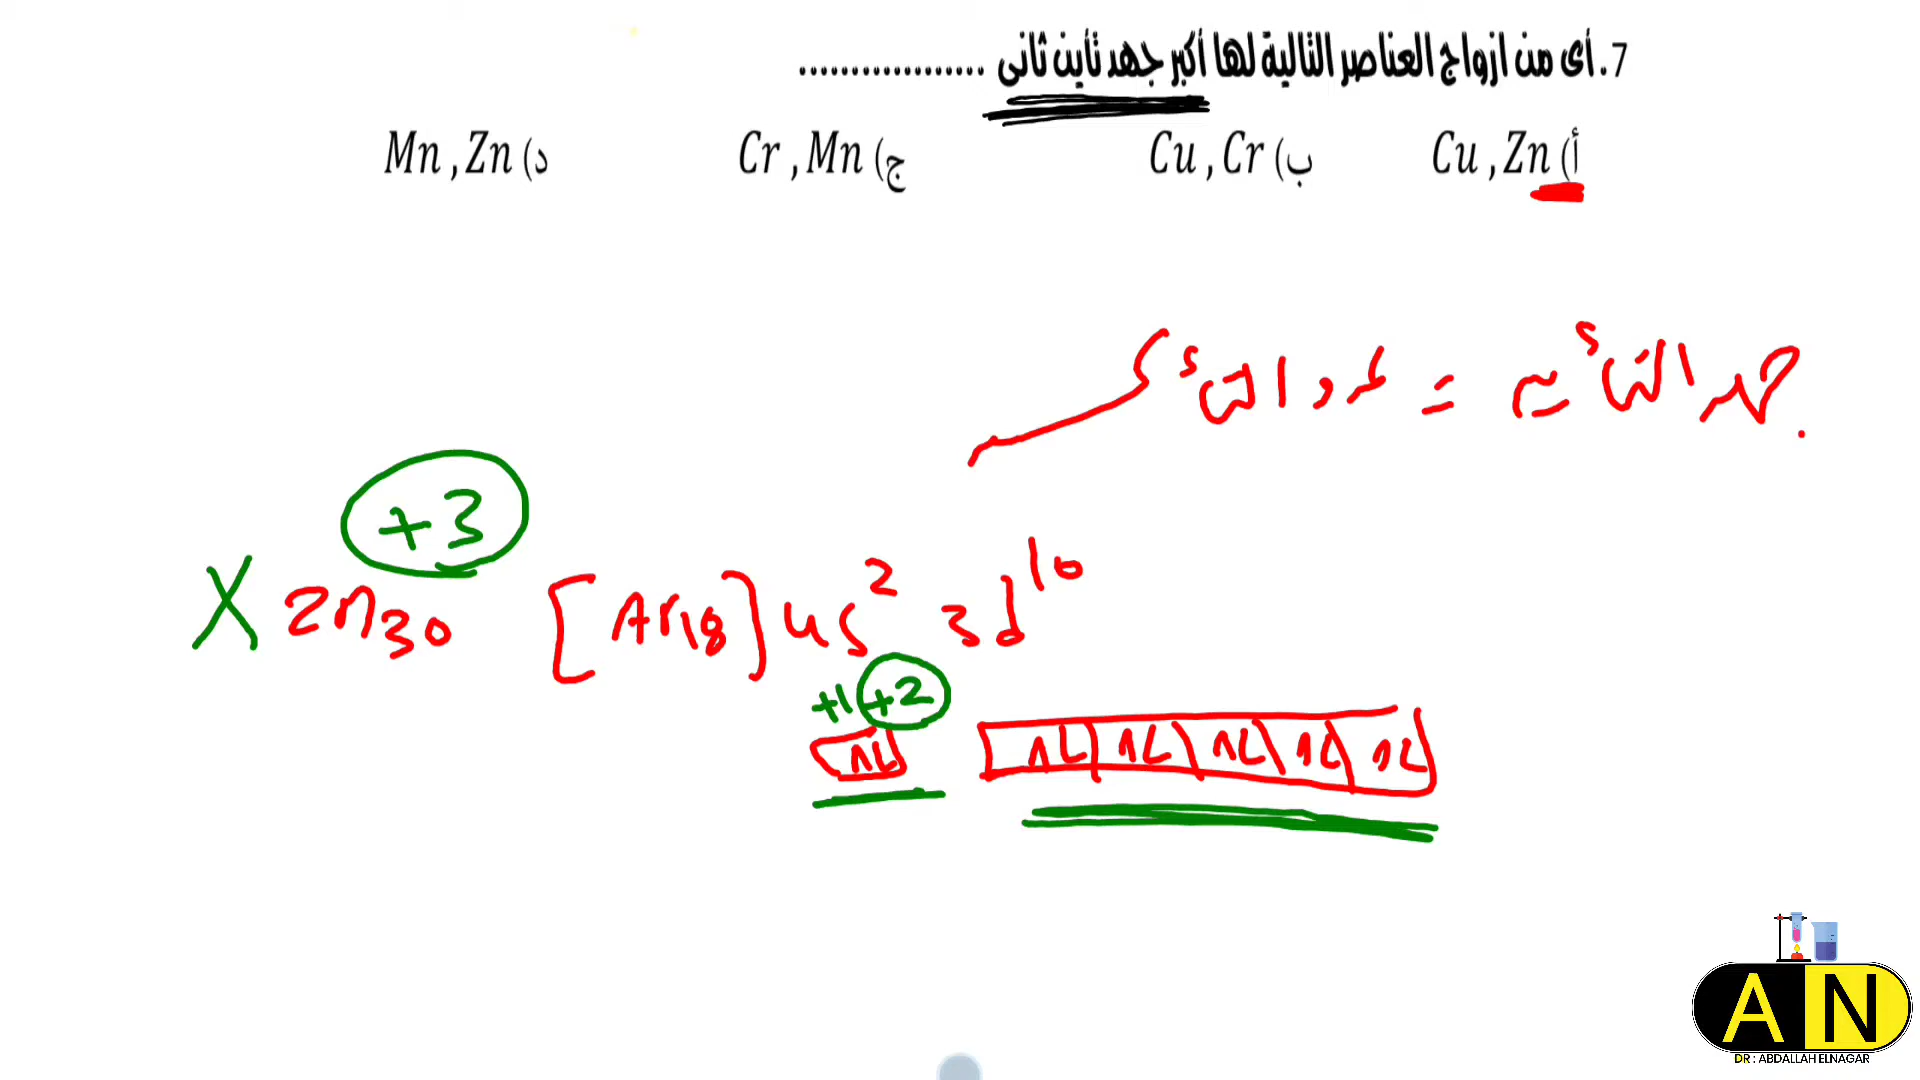 7. أى من ازواج العناصر التالية لها أكبر جهد تأين ثانى ..................
أ) Cu ,Zn ب) Cu ,Cr ج) Cr ,Mn د) Mn ,Zn
جهد التأين =
+3
X Zn30 [Ar18] 4s2 3d10
+1 +2
A N
DR : ABDALLAH ELNAGAR